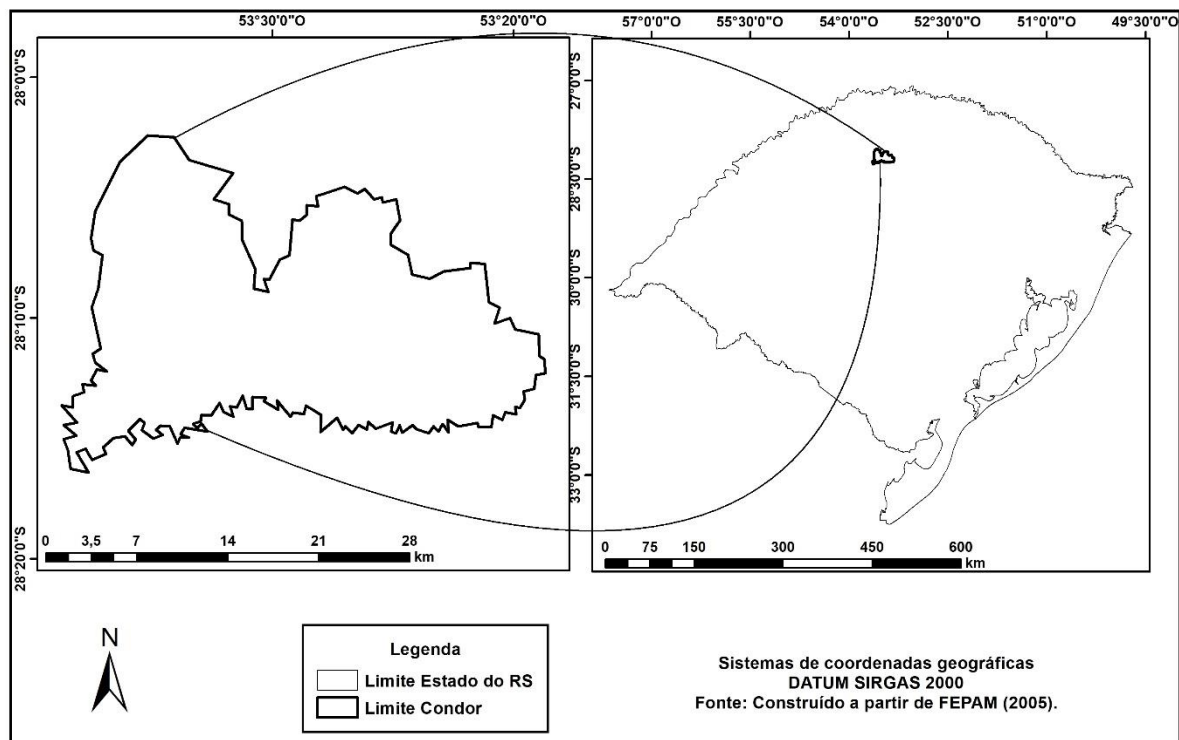 53°30'0"O 53°20'0"O
57°0'0"O 55°30'0"O 54°0'0"O 52°30'0"O 51°0'0"O 49°30'0"O
28°0'0"S
28°10'0"S
28°20'0"S
27°0'0"S
28°30'0"S
30°0'0"S
31°30'0"S
33°0'0"S
0 3,5 7 14 21 28
km
0 75 150 300 450 600
km
N
Legenda
Limite Estado do RS
Limite Condor
Sistemas de coordenadas geográficas
DATUM SIRGAS 2000
Fonte: Construído a partir de FEPAM (2005).